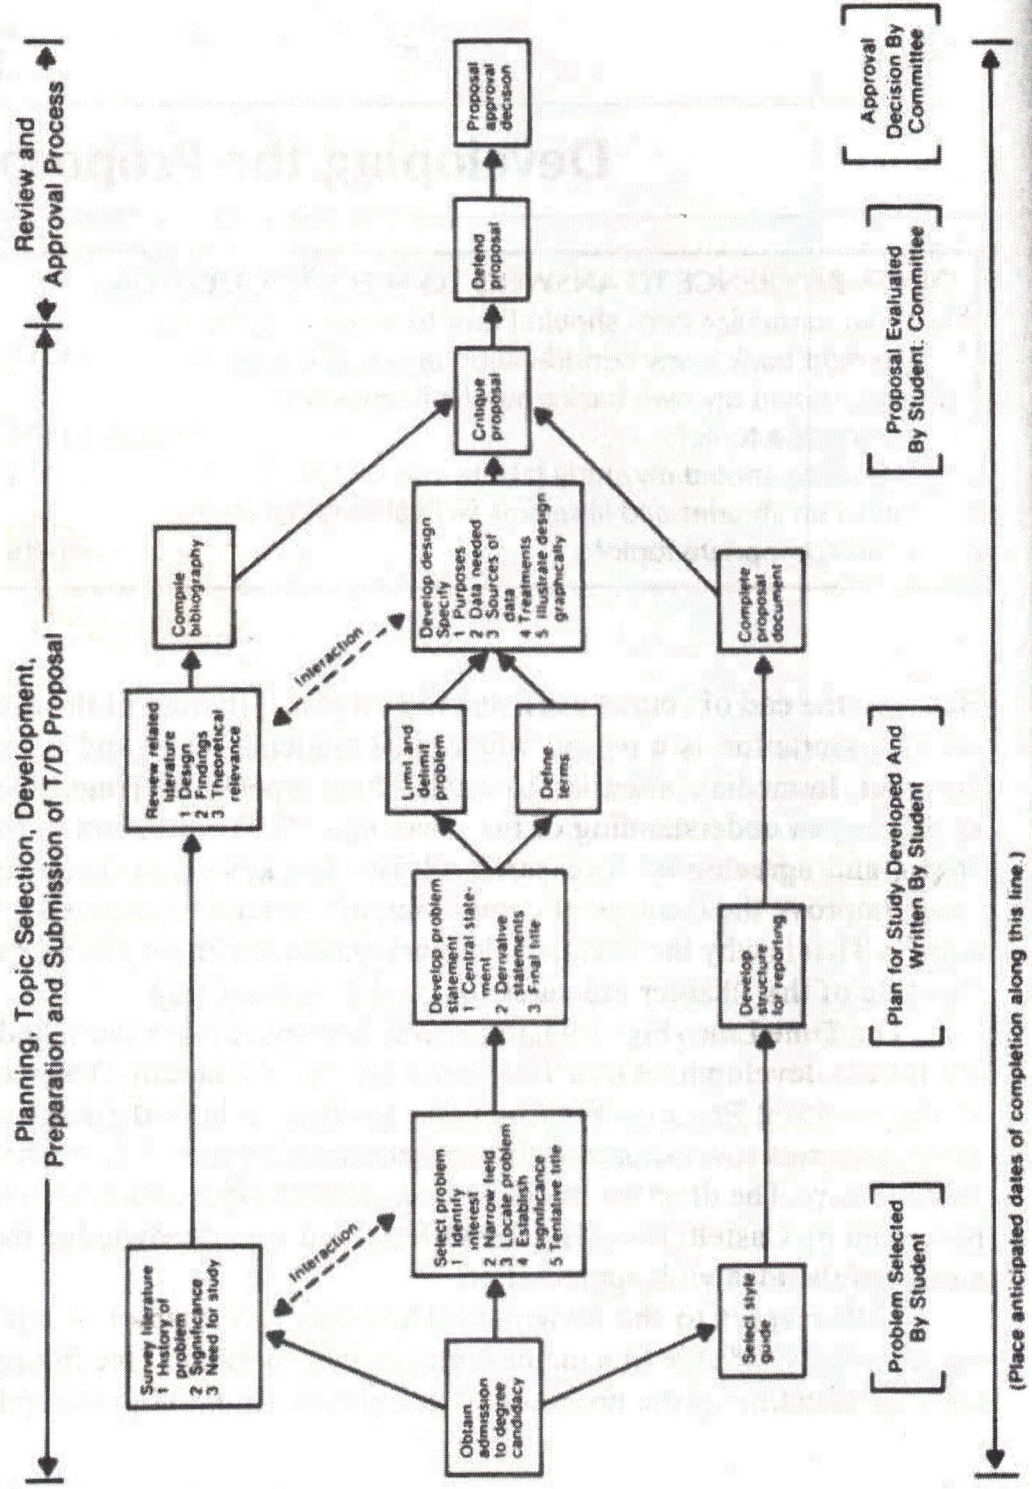 Planning, Topic Selection, Development,
Preparation and Submission of T/D Proposal
Review and
Approval Process
Survey literature
1 History of
problem
2 Significance
3 Need for study
Review utilised
literature
1 Design
2 Findings
3 Theoretical
relevance
Compile
bibliography
Interaction
Interaction
Obtain
admission
to degree
candidacy
Select problem
1 Identify
interest
2 Narrow field
3 Locate problem
4 Establish
significance
5 Tentative title
Develop problem
statement
1 Central state-
ment
2 Derivative
statements
3 Final title
Limit and
delimit
problem
Define
terms
Develop design
Specify
1 Purposes
2 Data needed
3 Sources of
data
4 Treatments
5 Illustrate design
graphically
Critique
proposal
Defend
proposal
Proposal
approval
decision
Select style
guide
Develop
structure
of reporting
Complete
proposal
document
Problem Selected
By Student
Plan for Study Developed And
Written By Student
Proposal Evaluated
By Student: Committee
Approval
Decision By
Committee
(Place anticipated dates of completion along this line.)